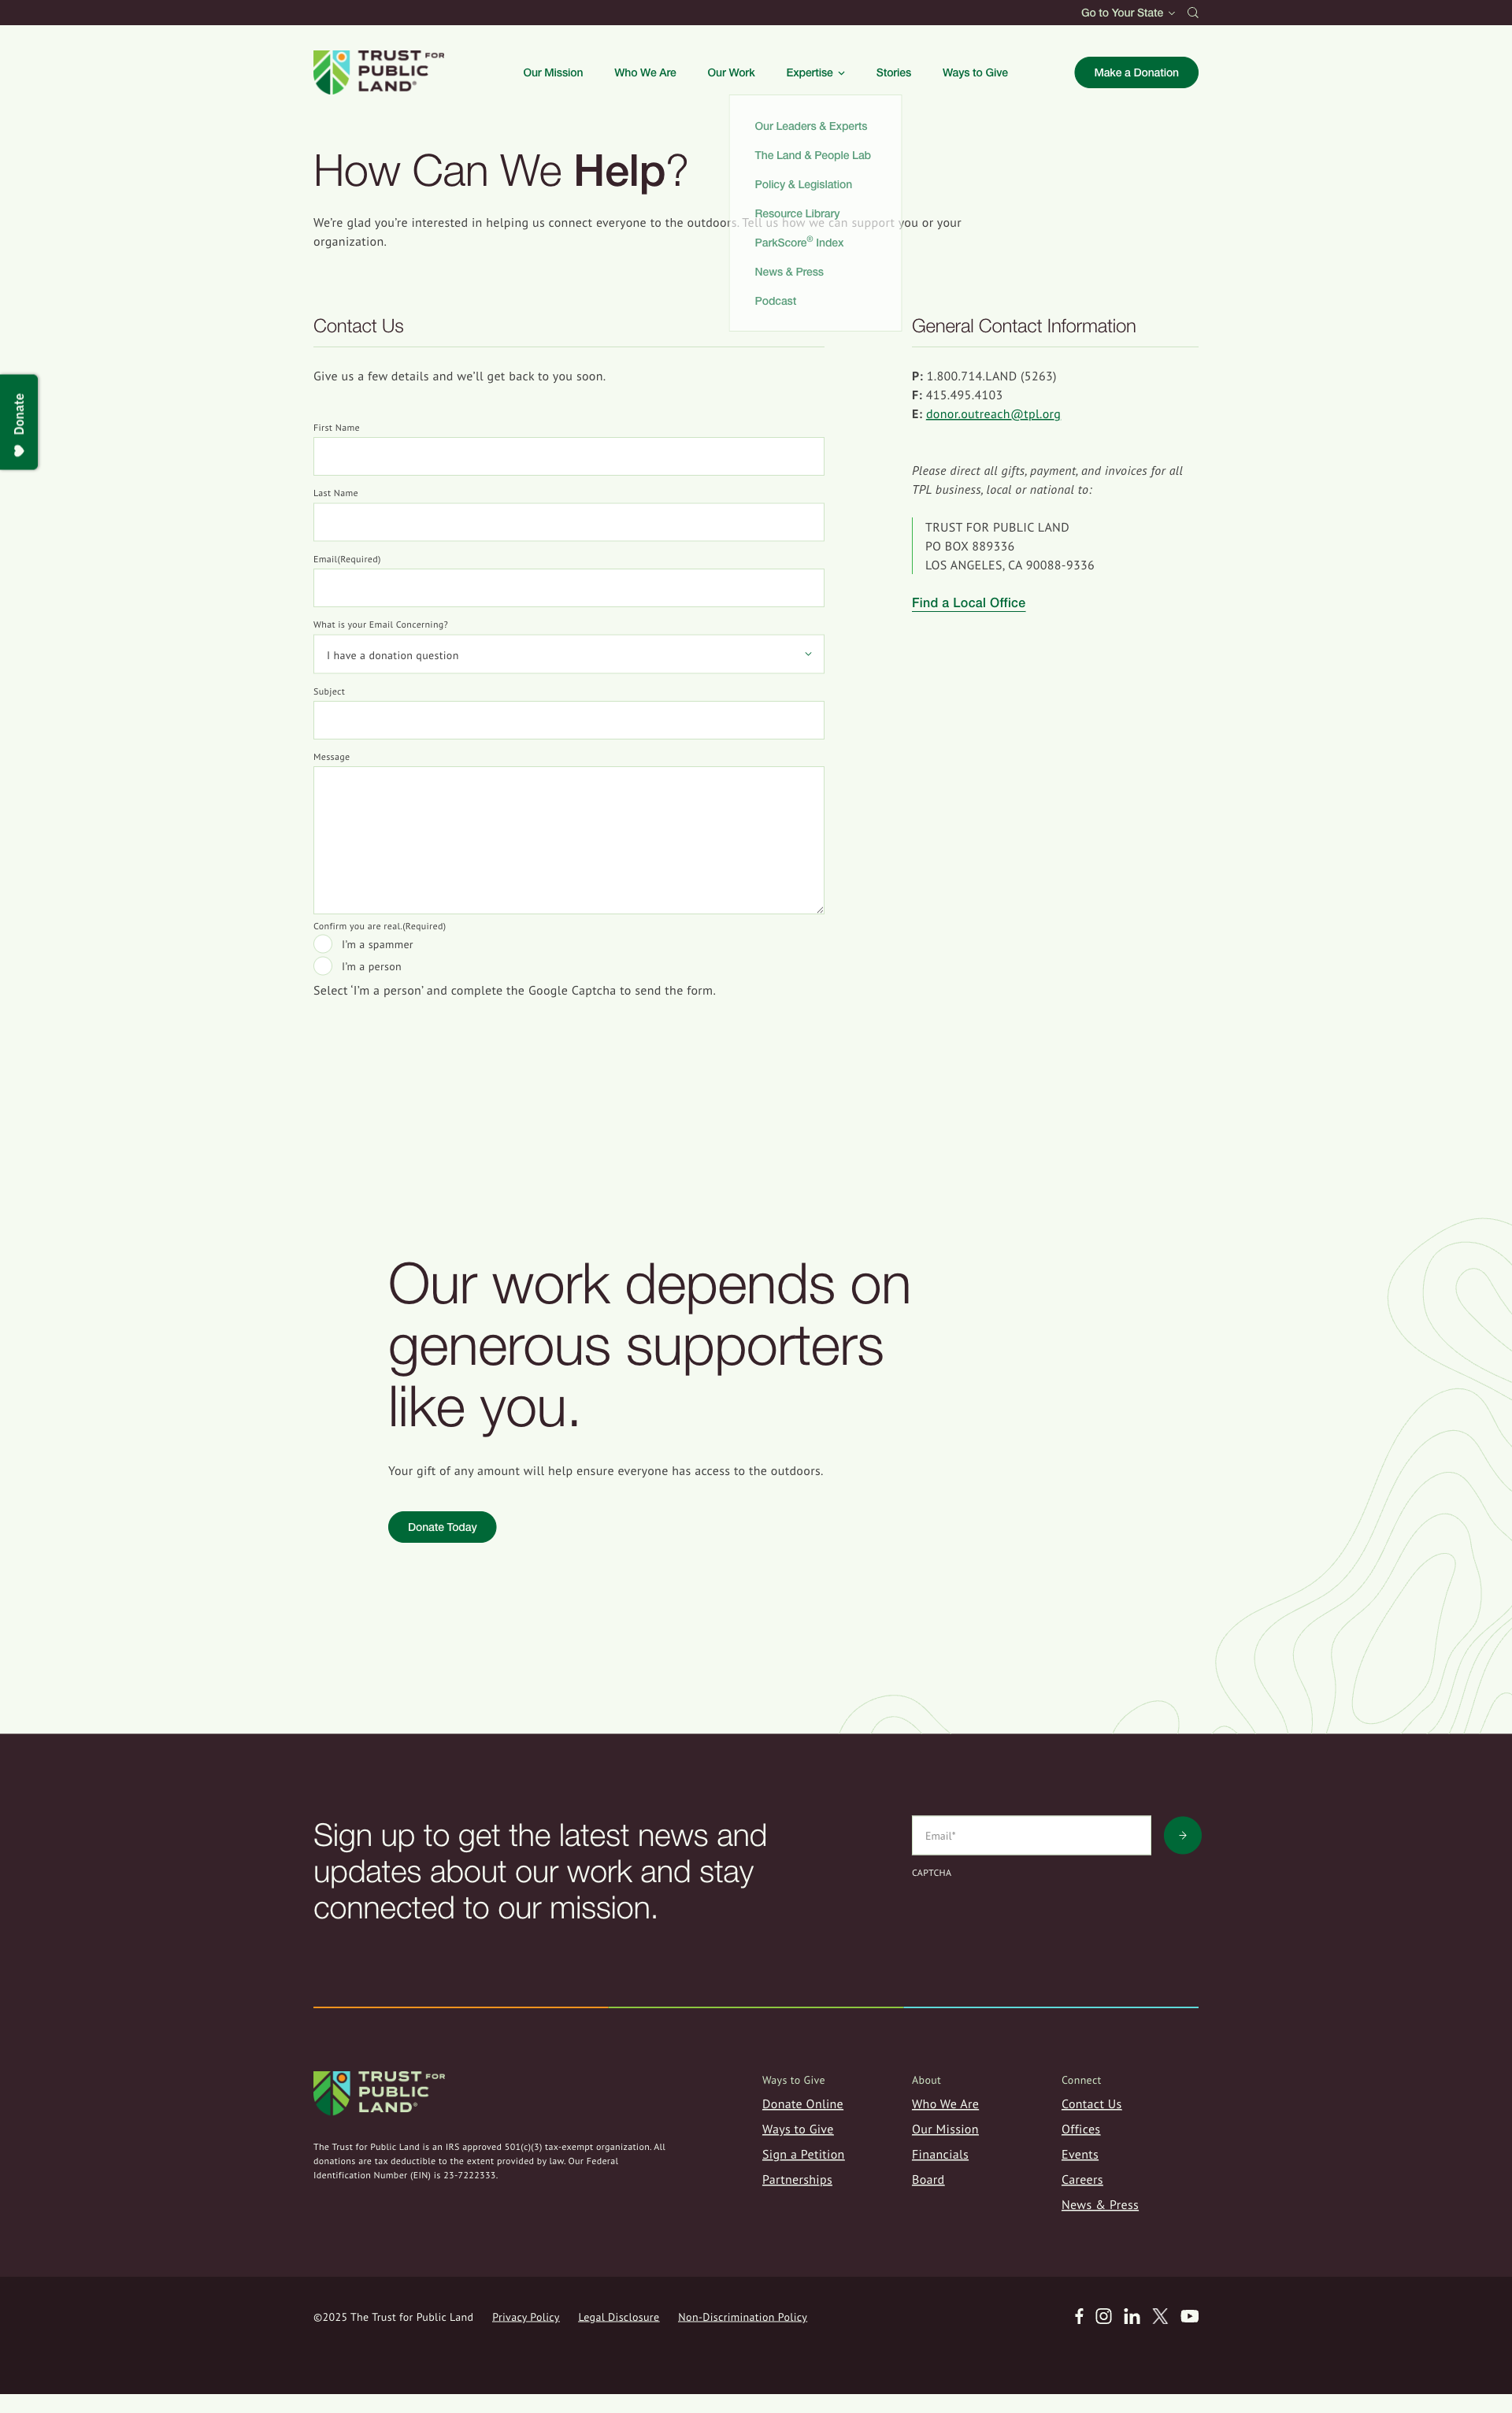 Go to Your State
TRUST FOR
PUBLIC
LAND®
Our Mission
Who We Are
Our Work
Expertise
Stories
Ways to Give
Make a Donation
Our Leaders & Experts
The Land & People Lab
Policy & Legislation
Resource Library
ParkScore® Index
News & Press
Podcast
How Can We Help?
We’re glad you’re interested in helping us connect everyone to the outdoors. Tell us how we can support you or your
organization.
Donate
Contact Us
Give us a few details and we’ll get back to you soon.
First Name
Last Name
Email(Required)
What is your Email Concerning?
I have a donation question
Subject
Message
Confirm you are real.(Required)
I’m a spammer
I’m a person
Select ‘I’m a person’ and complete the Google Captcha to send the form.
General Contact Information
P: 1.800.714.LAND (5263)
F: 415.495.4103
E: donor.outreach@tpl.org
Please direct all gifts, payment, and invoices for all
TPL business, local or national to:
TRUST FOR PUBLIC LAND
PO BOX 889336
LOS ANGELES, CA 90088-9336
Find a Local Office
Our work depends on
generous supporters
like you.
Your gift of any amount will help ensure everyone has access to the outdoors.
Donate Today
Sign up to get the latest news and
updates about our work and stay
connected to our mission.
Email*
CAPTCHA
TRUST FOR
PUBLIC
LAND®
The Trust for Public Land is an IRS approved 501(c)(3) tax-exempt organization. All
donations are tax deductible to the extent provided by law. Our Federal
Identification Number (EIN) is 23-7222333.
Ways to Give
Donate Online
Ways to Give
Sign a Petition
Partnerships
About
Who We Are
Our Mission
Financials
Board
Connect
Contact Us
Offices
Events
Careers
News & Press
©2025 The Trust for Public Land
Privacy Policy
Legal Disclosure
Non-Discrimination Policy